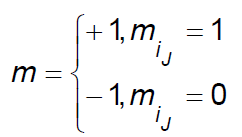 m = { +1, m_{i_J} = 1
−1, m_{i_J} = 0